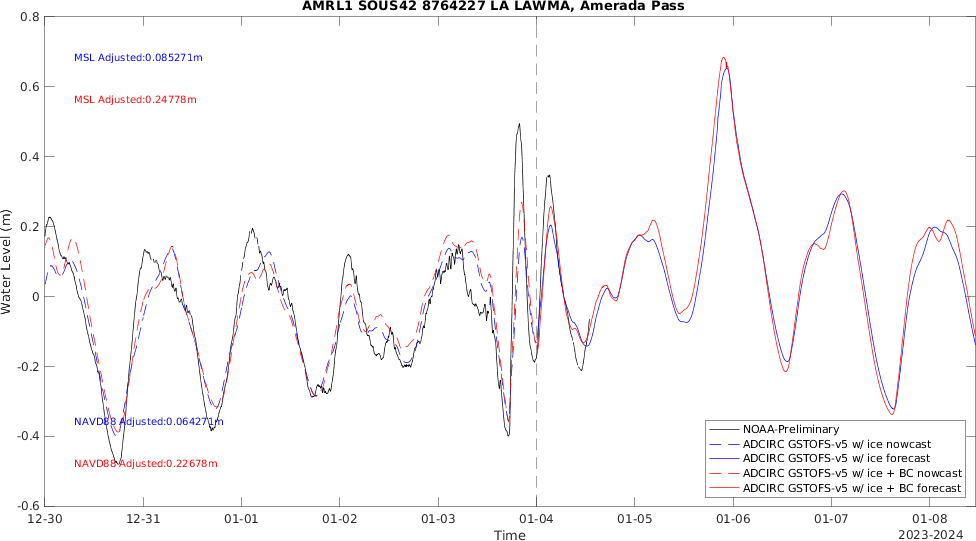 AMRL1 SOUS42 8764227 LA LAWMA, Amerada Pass
Water Level (m)
0.8
0.6
0.4
0.2
0
-0.2
-0.4
-0.6
MSL Adjusted:0.085271m
MSL Adjusted:0.24778m
NAVD88 Adjusted:0.064271m
NAVD88 Adjusted:0.22678m
NOAA-Preliminary
ADCIRC GSTOFS-v5 w/ ice nowcast
ADCIRC GSTOFS-v5 w/ ice forecast
ADCIRC GSTOFS-v5 w/ ice + BC nowcast
ADCIRC GSTOFS-v5 w/ ice + BC forecast
12-30 12-31 01-01 01-02 01-03 01-04 01-05 01-06 01-07 01-08
Time
2023-2024